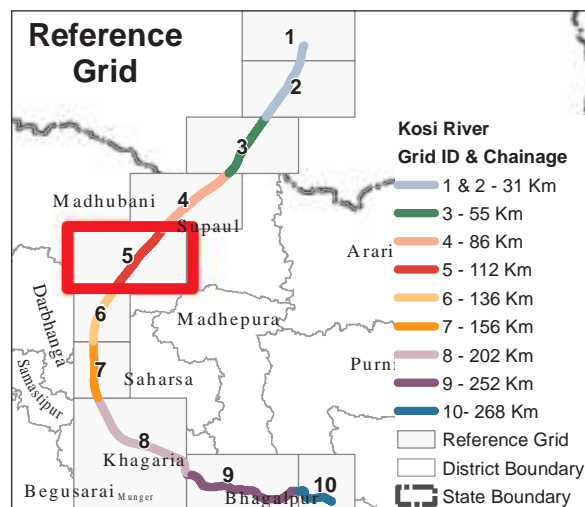 Reference
Grid
1
2
3
4
5
6
7
8
9
10
Madhubani
Supaul
Arari
Darbhanga
Madhepura
Purni
Samastipur
Saharsa
Khagaria
Begusarai
Munger
Bhagalpur
Kosi River
Grid ID & Chainage
1 & 2 - 31 Km
3 - 55 Km
4 - 86 Km
5 - 112 Km
6 - 136 Km
7 - 156 Km
8 - 202 Km
9 - 252 Km
10- 268 Km
Reference Grid
District Boundary
State Boundary